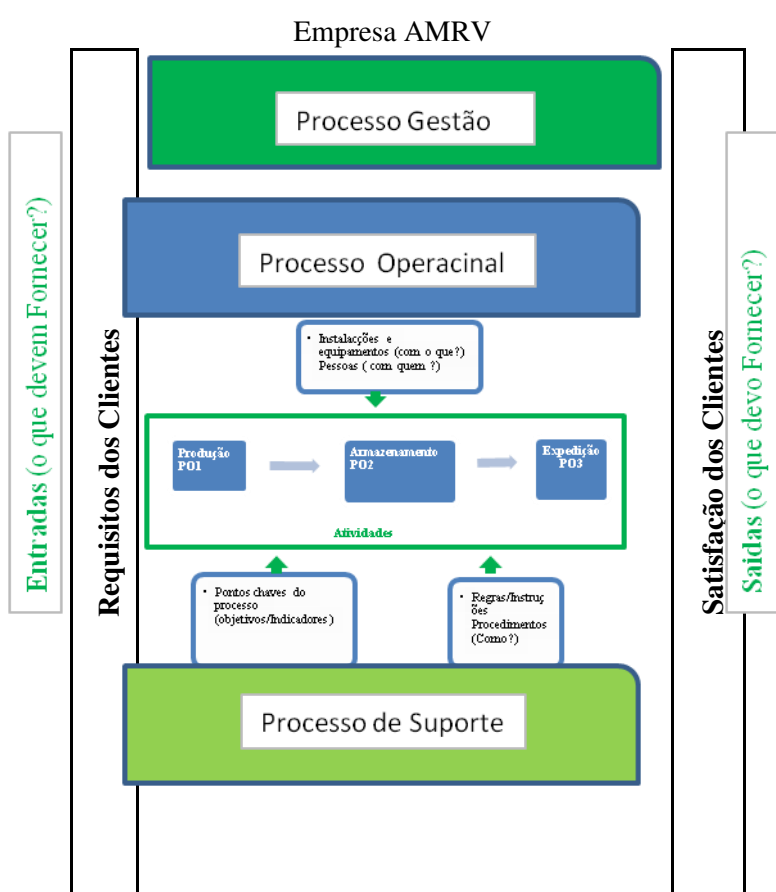 Empresa AMRV
Processo Gestão
Entradas (o que devem Fornecer?)
Requisitos dos Clientes
Processo Operacinal
• Instalacções e
equipamentos (com o que?)
Pessoas ( com quem ?)
Produção
PO1
Armazenamento
PO2
Expedição
PO3
Atividades
• Pontos chaves do
processo
(objetivos/Indicadores)
• Regras/Instruç
ões
Procedimentos
(Como?)
Processo de Suporte
Satisfação dos Clientes
Saidas (o que devo Fornecer?)